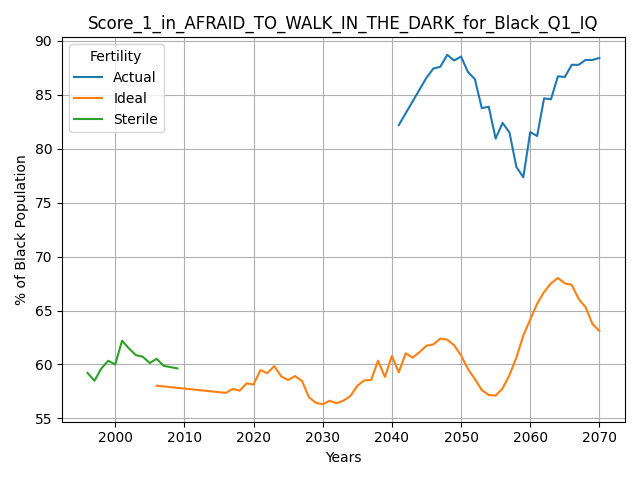 Score_1_in_AFRAID_TO_WALK_IN_THE_DARK_for_Black_Q1_IQ
Fertility
Actual
Ideal
Sterile
% of Black Population
90
85
80
75
70
65
60
55
2000 2010 2020 2030 2040 2050 2060 2070
Years